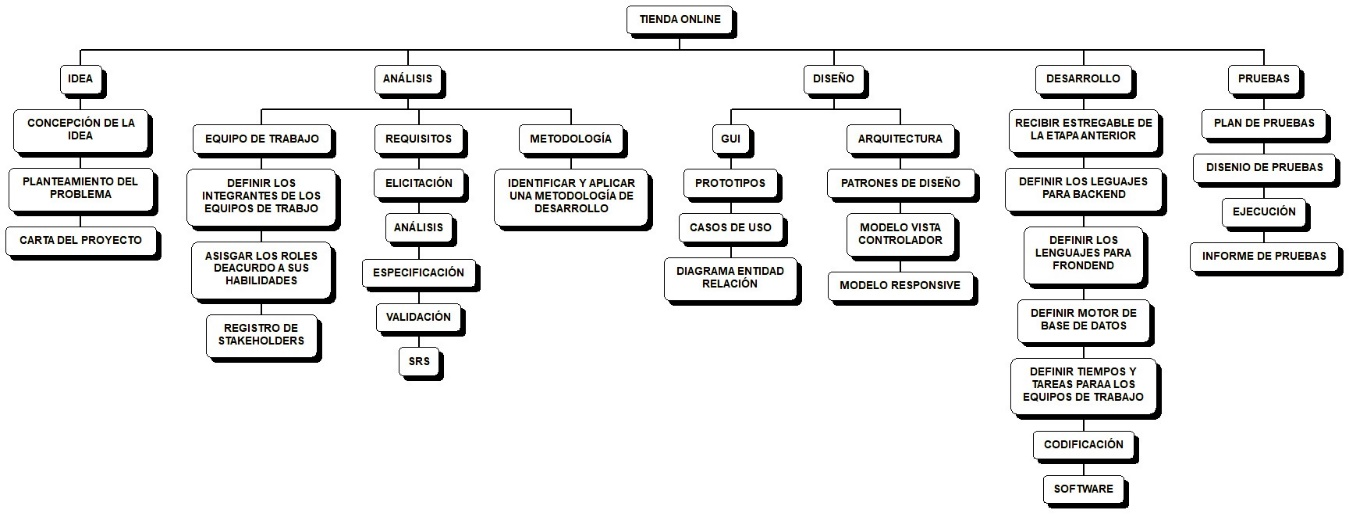 TIENDA ONLINE
IDEA
CONCEPCIÓN DE LA
IDEA
PLANTEAMIENTO DEL
PROBLEMA
CARTA DEL PROYECTO
ANÁLISIS
EQUIPO DE TRABAJO
DEFINIR LOS
INTEGRANTES DE LOS
EQUIPOS DE TRABJO
ASISGAR LOS ROLES
DEACURDO A SUS
HABILIDADES
REGISTRO DE
STAKEHOLDERS
REQUISITOS
ELICITACIÓN
ANÁLISIS
ESPECIFICACIÓN
VALIDACIÓN
SRS
METODOLOGÍA
IDENTIFICAR Y APLICAR
UNA METODOLOGÍA DE
DESARROLLO
DISEÑO
GUI
PROTOTIPOS
CASOS DE USO
DIAGRAMA ENTIDAD
RELACIÓN
ARQUITECTURA
PATRONES DE DISEÑO
MODELO VISTA
CONTROLADOR
MODELO RESPONSIVE
DESARROLLO
RECIBIR ESTREGABLE DE
LA ETAPA ANTERIOR
DEFINIR LOS LEGUAJES
PARA BACKEND
DEFINIR LOS
LENGUAJES PARA
FRONDEND
DEFINIR MOTOR DE
BASE DE DATOS
DEFINIR TIEMPOS Y
TAREAS PARAA LOS
EQUIPOS DE TRABAJO
CODIFICACIÓN
SOFTWARE
PRUEBAS
PLAN DE PRUEBAS
DISENIO DE PRUEBAS
EJECUCIÓN
INFORME DE PRUEBAS